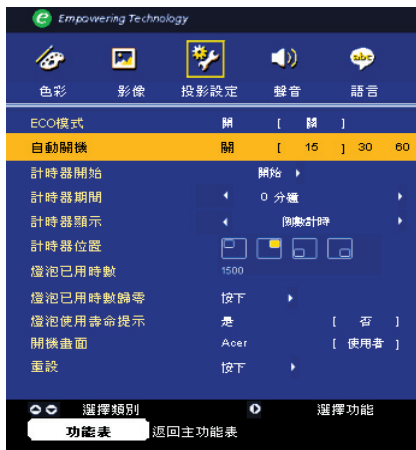 Empowering Technology
abc
色彩 影像 投影設定 聲音 語言
ECO模式 開 [ 關 ]
自動關機 關 [ 15 ] 30 60
計時器開始 開始
計時器期間 0 分鐘
計時器顯示 倒數計時
計時器位置
燈泡已用時數 1500
燈泡已用時數歸零 按下
燈泡使用壽命提示 是 [ 否 ]
開機畫面 Acer [ 使用者 ]
重設 按下
選擇類別 選擇功能
功能表 返回主功能表